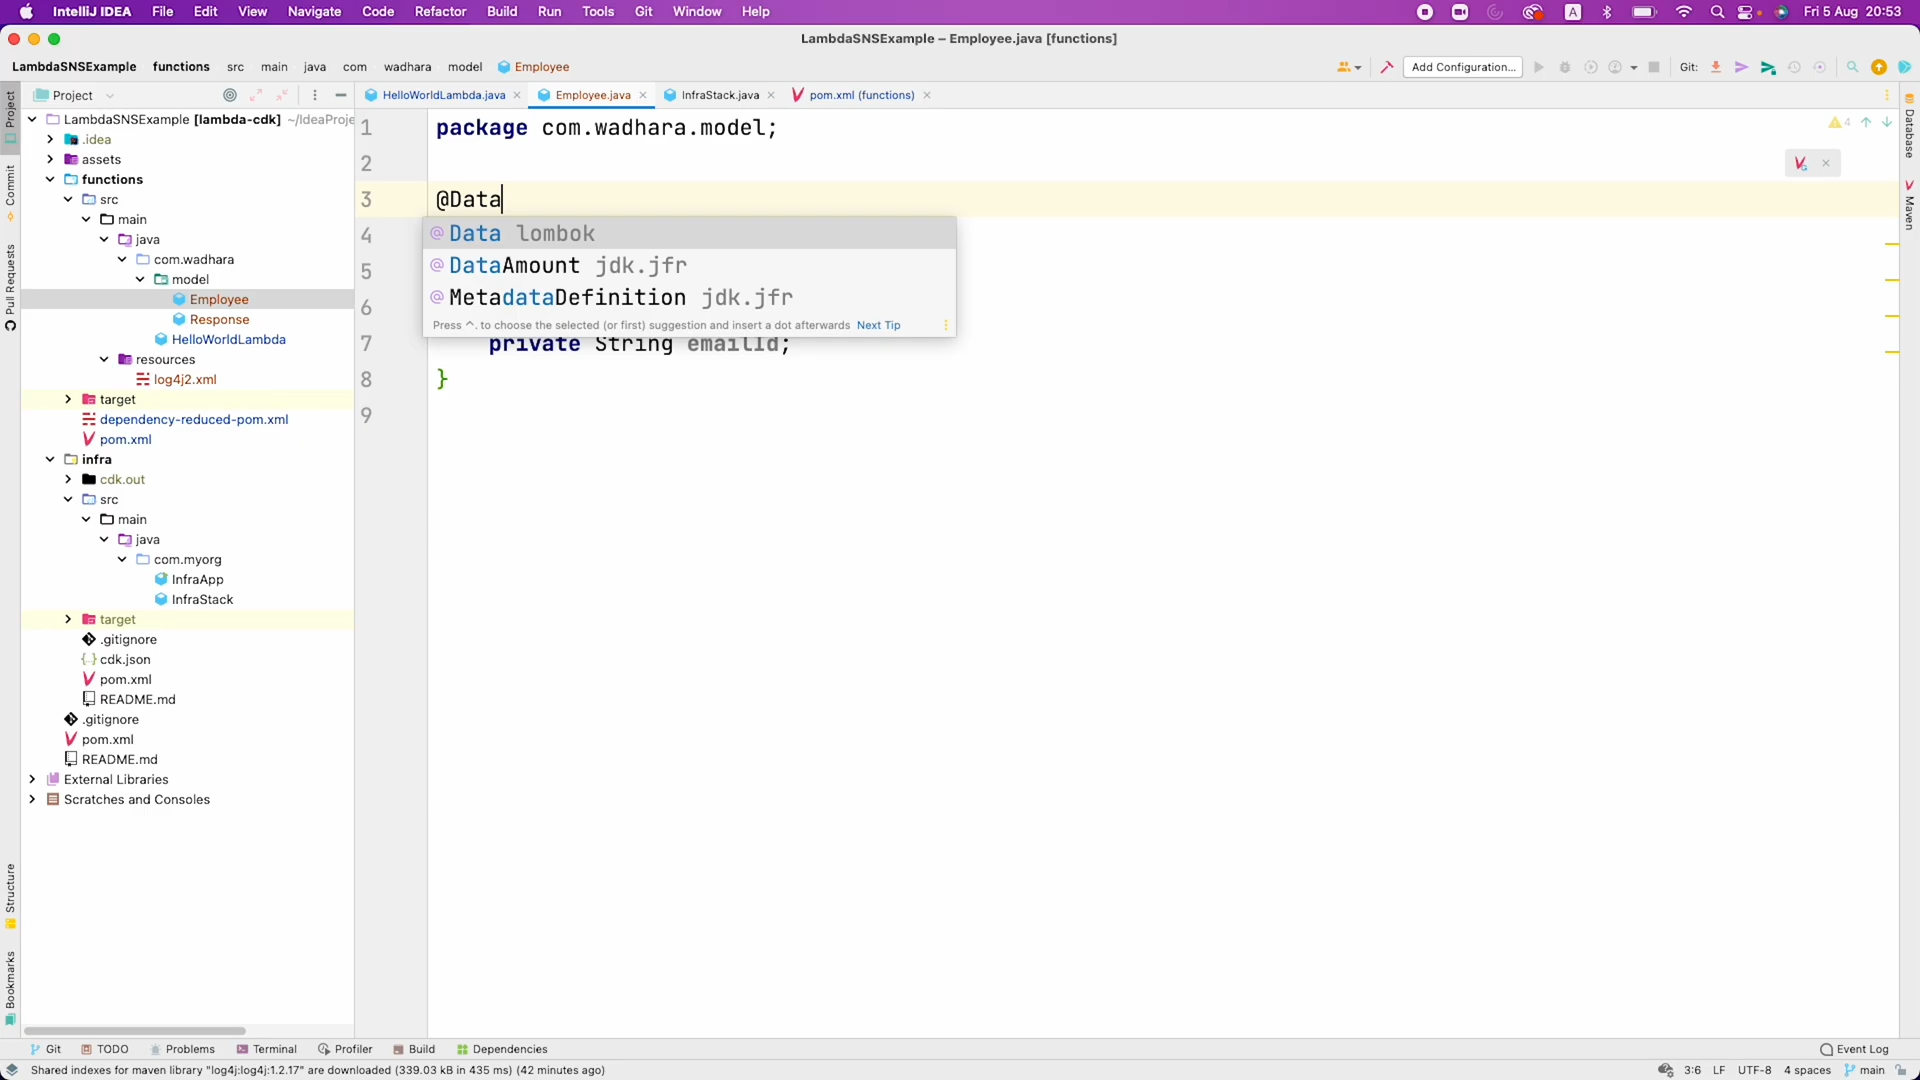 IntelliJ IDEA File Edit View Navigate Code Refactor Build Run Tools Git Window Help A Fri 5 Aug 20:53
LambdaSNSExample – Employee.java [functions]
LambdaSNSExample functions src main java com wadhara model Employee Add Configuration... Git:
Project HelloWorldLambda.java Employee.java InfraStack.java pom.xml (functions)
Project
Commit
Pull Requests
Structure
Bookmarks
LambdaSNSExample [lambda-cdk] ~/IdeaProje
.idea
assets
functions
src
main
java
com.wadhara
model
Employee
Response
HelloWorldLambda
resources
log4j2.xml
target
dependency-reduced-pom.xml
pom.xml
infra
cdk.out
src
main
java
com.myorg
InfraApp
InfraStack
target
.gitignore
cdk.json
pom.xml
README.md
.gitignore
pom.xml
README.md
External Libraries
Scratches and Consoles
1 package com.wadhara.model; 4
2
3 @Data
4
5
6
7 private String emailId;
8 }
9
@ Data lombok
@ DataAmount jdk.jfr
@ MetadataDefinition jdk.jfr
Press ^. to choose the selected (or first) suggestion and insert a dot afterwards Next Tip
Database
Maven
Git TODO Problems Terminal Profiler Build Dependencies Event Log
Shared indexes for maven library "log4j:log4j:1.2.17" are downloaded (339.03 kB in 435 ms) (42 minutes ago) 3:6 LF UTF-8 4 spaces main